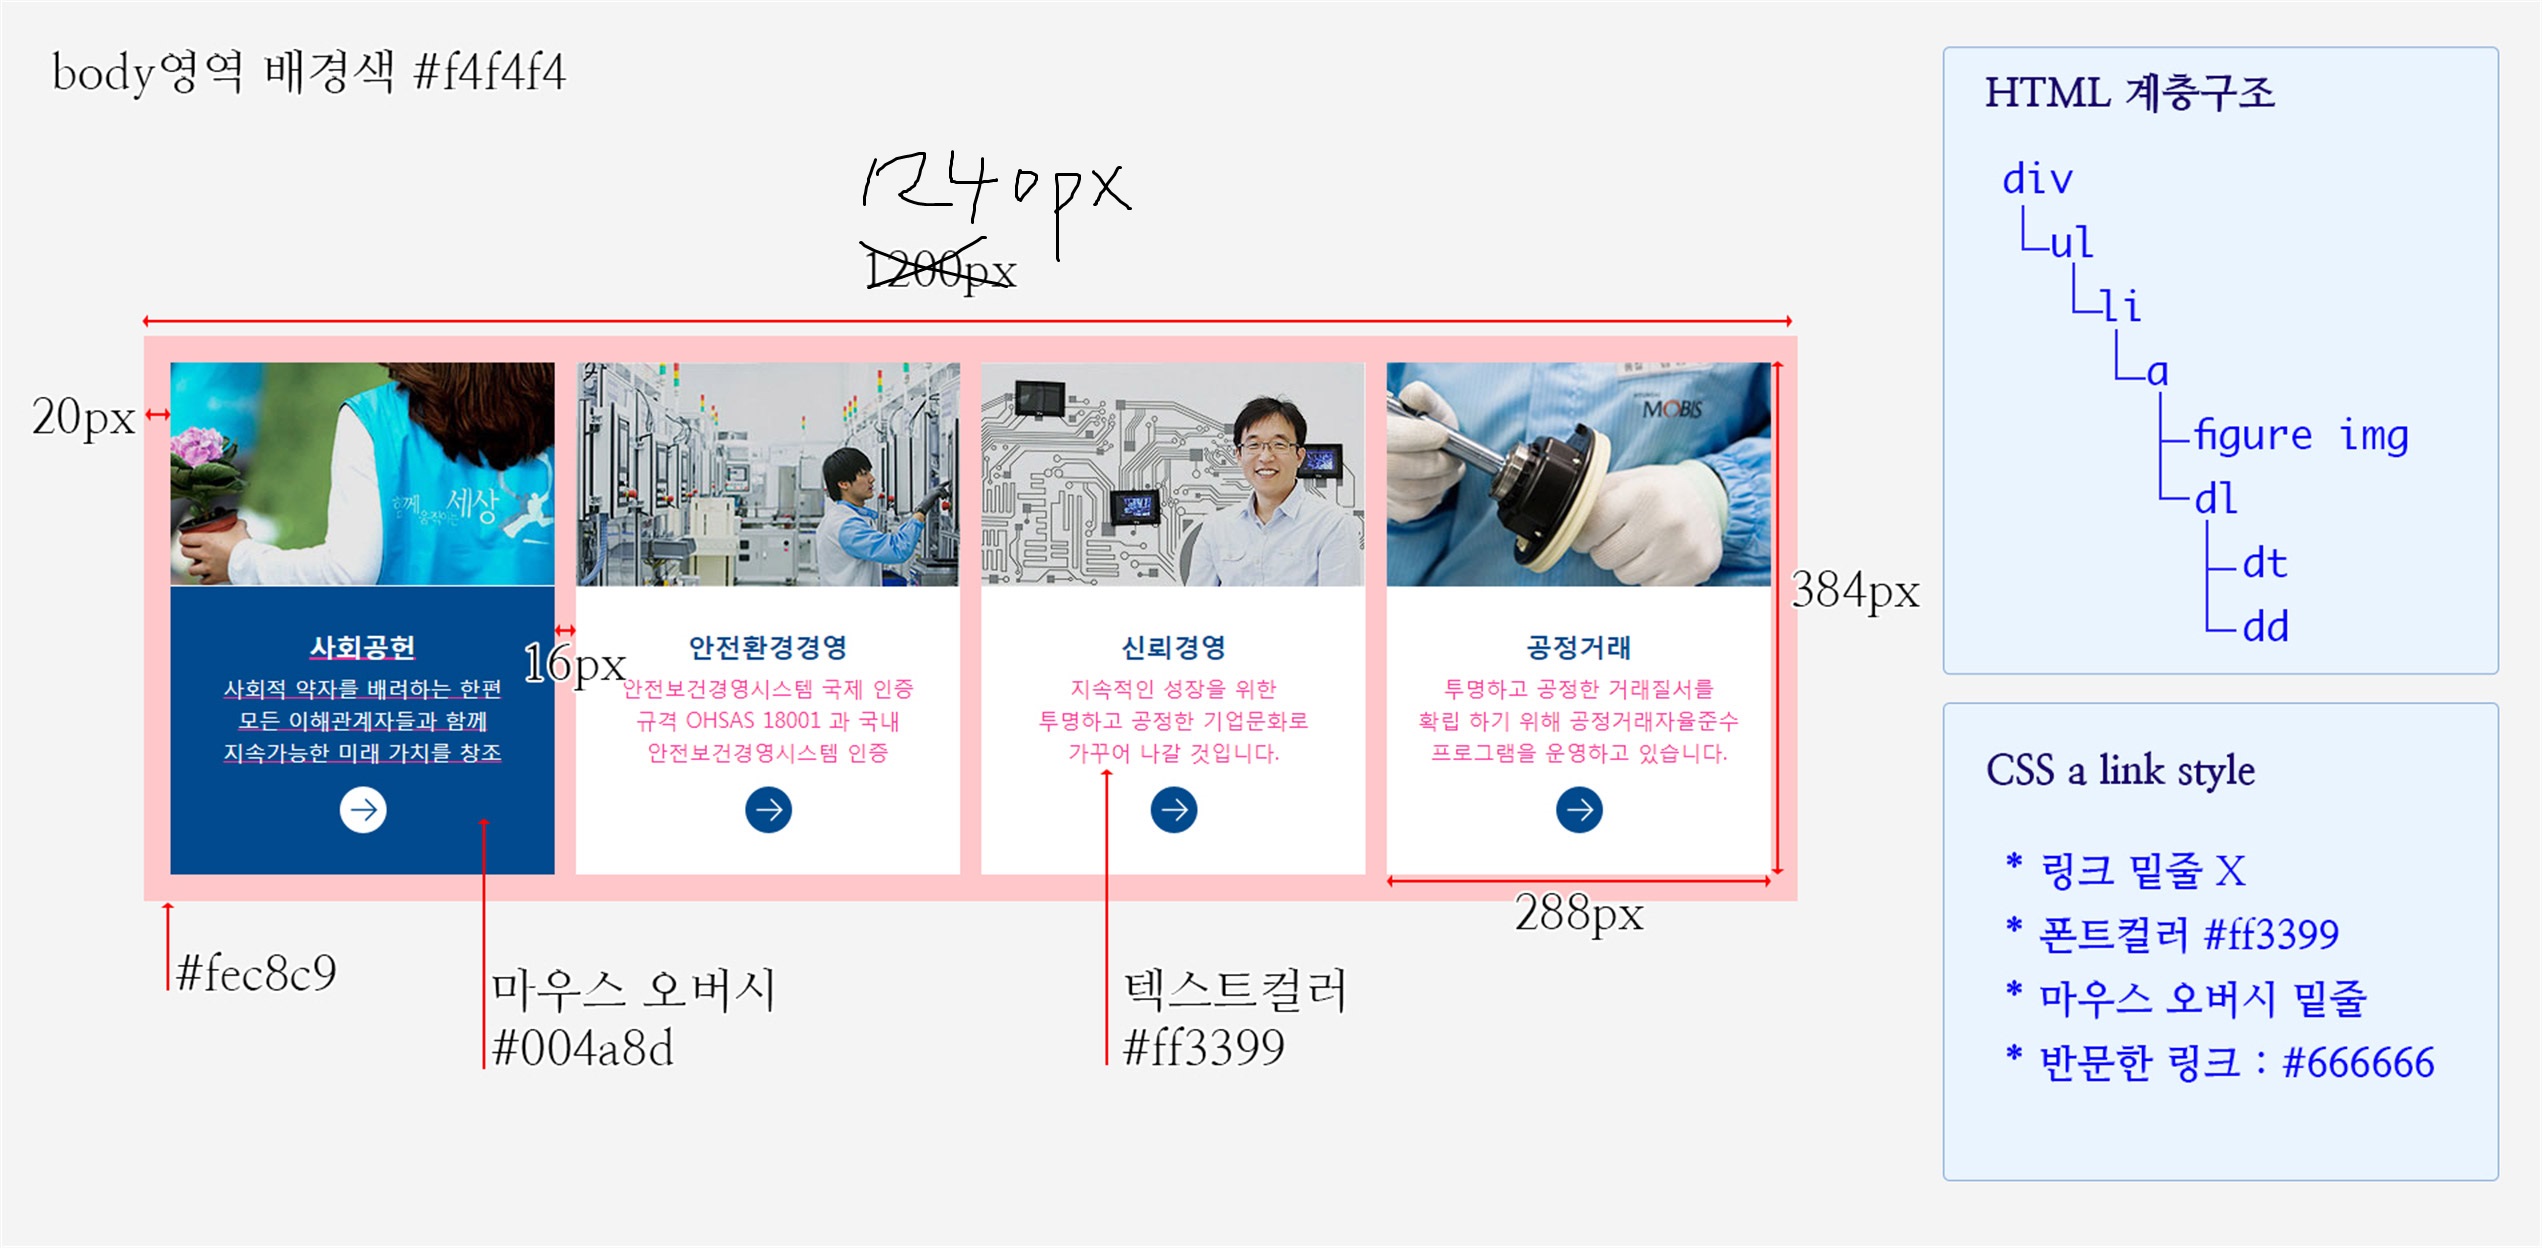 body영역 배경색 #f4f4f4
1240px
1200px
20px
함께
움직이는
세상
MOBIS
사회공헌
사회적 약자를 배려하는 한편
모든 이해관계자들과 함께
지속가능한 미래 가치를 창조
16px
안전환경경영
안전보건경영시스템 국제 인증
규격 OHSAS 18001 과 국내
안전보건경영시스템 인증
신뢰경영
지속적인 성장을 위한
투명하고 공정한 기업문화로
가꾸어 나갈 것입니다.
공정거래
투명하고 공정한 거래질서를
확립 하기 위해 공정거래자율준수
프로그램을 운영하고 있습니다.
384px
288px
#fec8c9
마우스 오버시
#004a8d
텍스트컬러
#ff3399
HTML 계층구조
div
ul
li
a
figure img
dl
dt
dd
CSS a link style
* 링크 밑줄 X
* 폰트컬러 #ff3399
* 마우스 오버시 밑줄
* 반문한 링크 : #666666